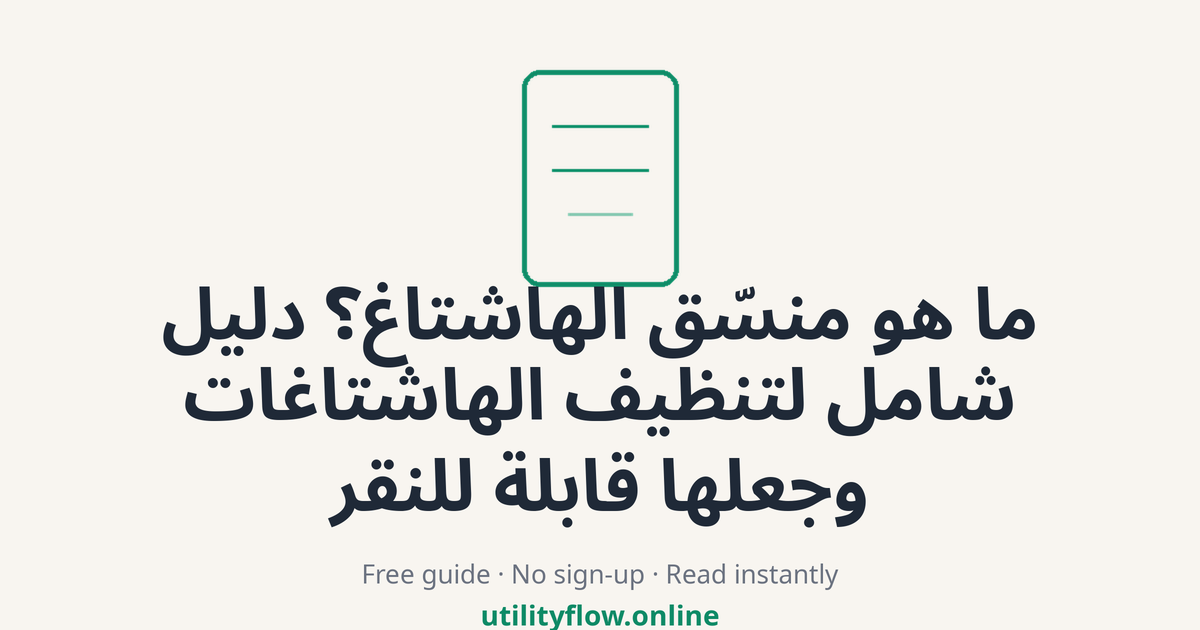 ما هو منسّق الهاشتاغ؟ دليل
شامل لتنظيف الهاشتاغات
وجعلها قابلة للنقر
Free guide · No sign-up · Read instantly
utilityflow.online